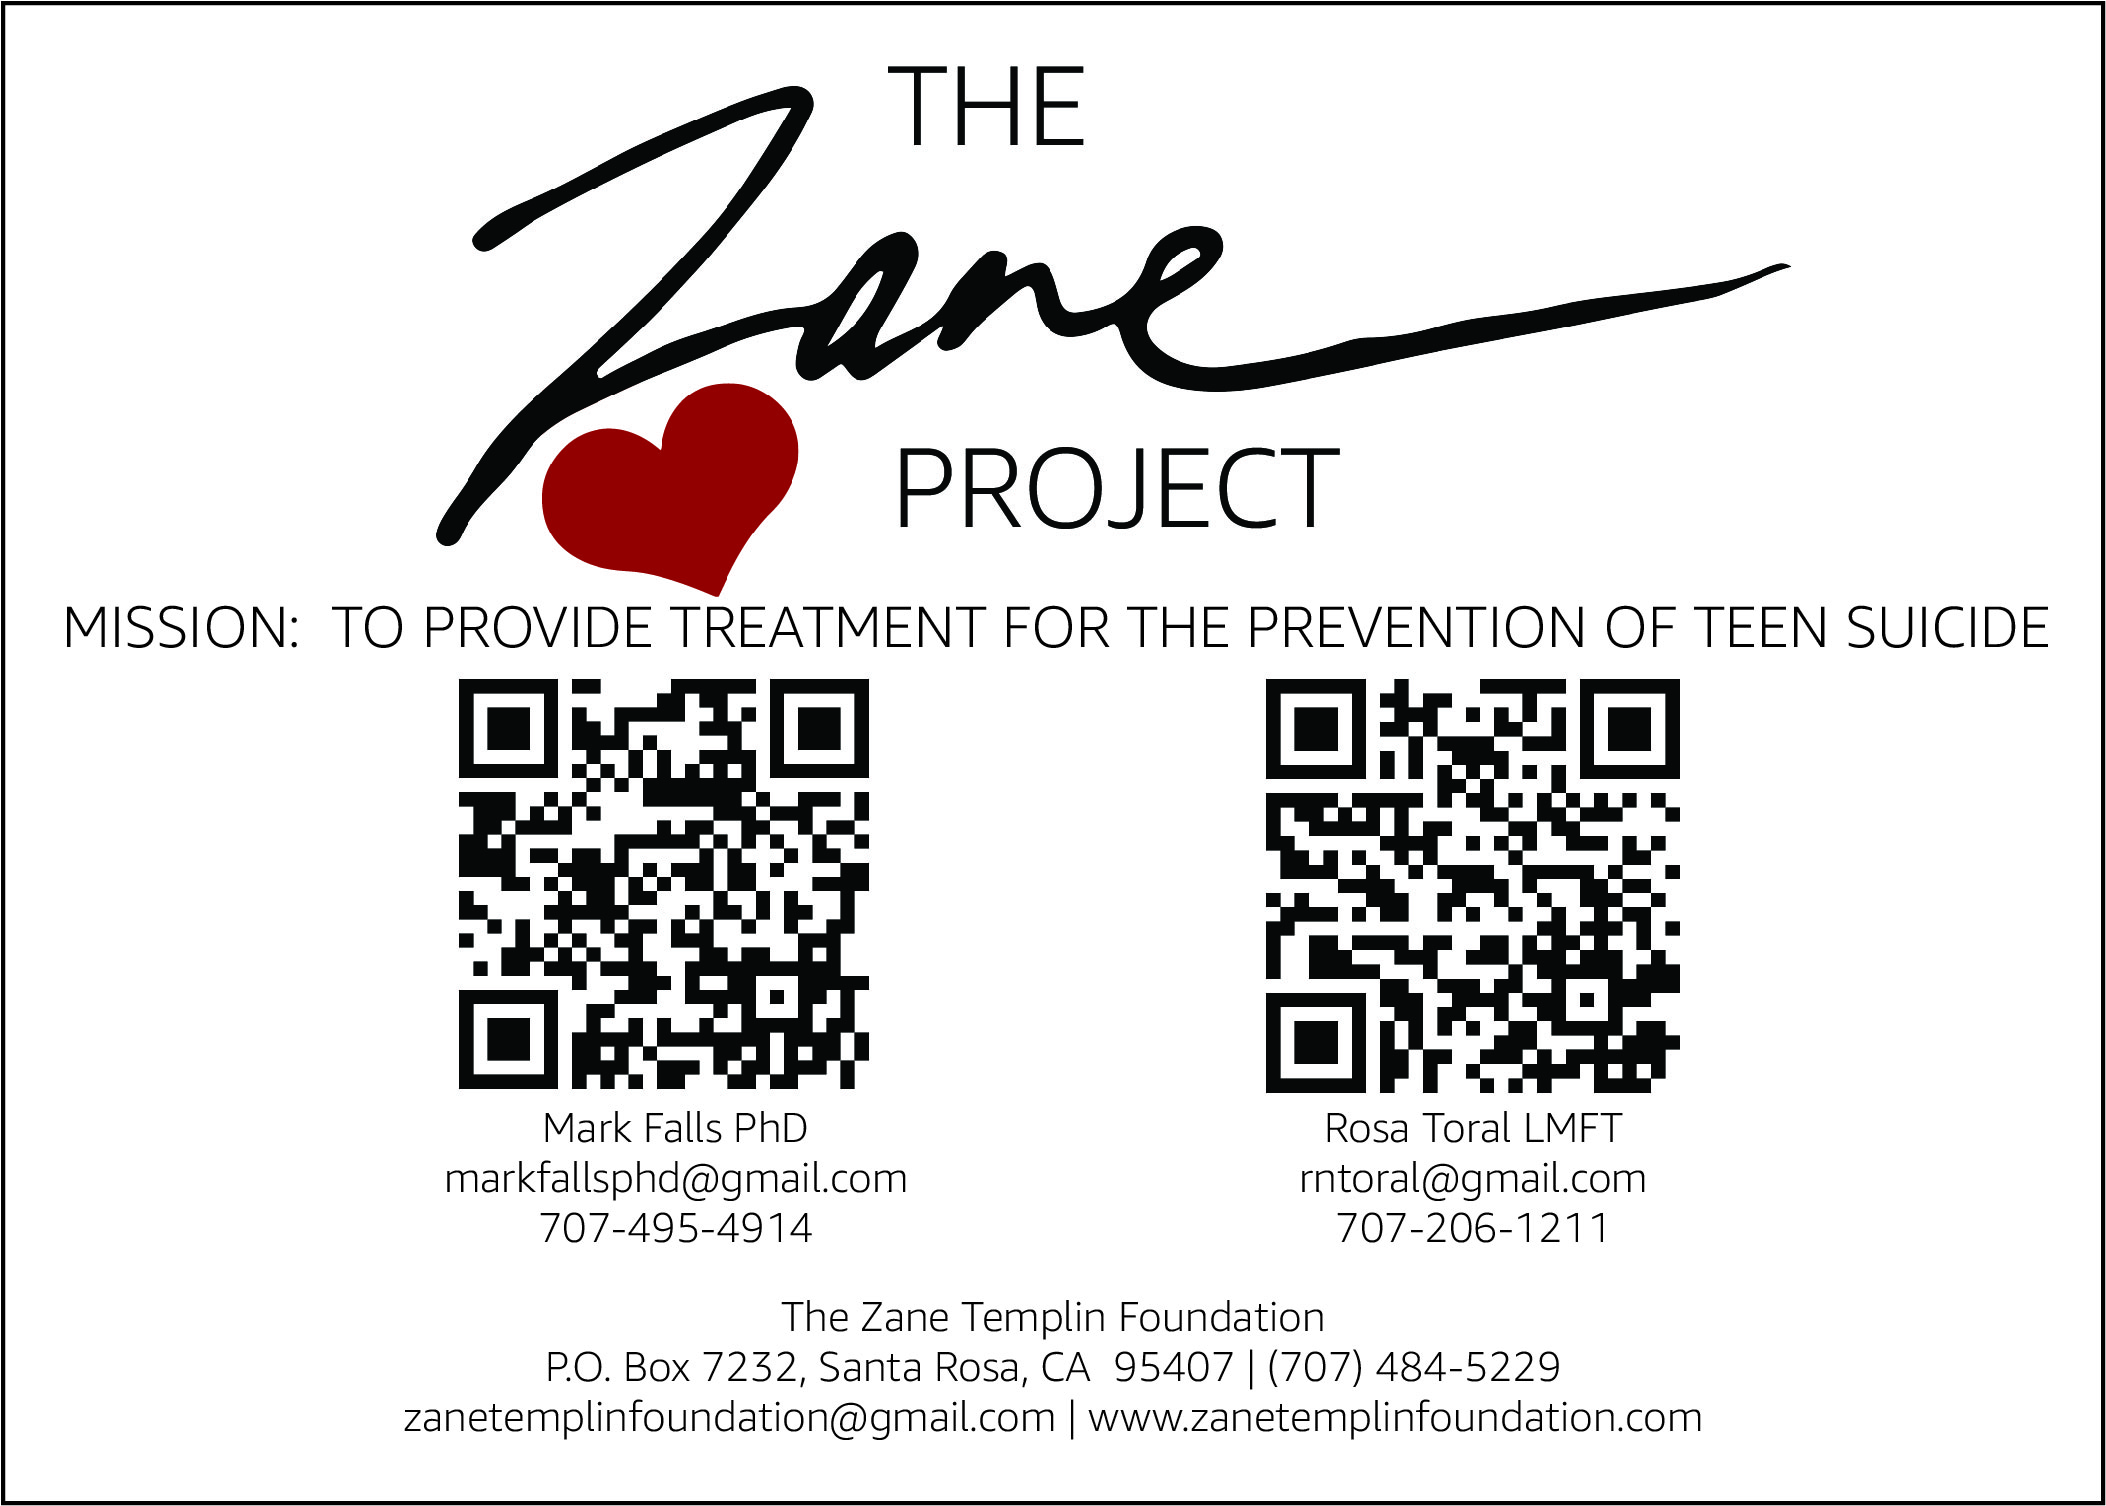 THE
Zane
PROJECT
MISSION:  TO PROVIDE TREATMENT FOR THE PREVENTION OF TEEN SUICIDE
Mark Falls PhD
markfallsphd@gmail.com
707-495-4914
Rosa Toral LMFT
rntoral@gmail.com
707-206-1211
The Zane Templin Foundation
P.O. Box 7232, Santa Rosa, CA  95407 | (707) 484-5229
zanetemplinfoundation@gmail.com | www.zanetemplinfoundation.com